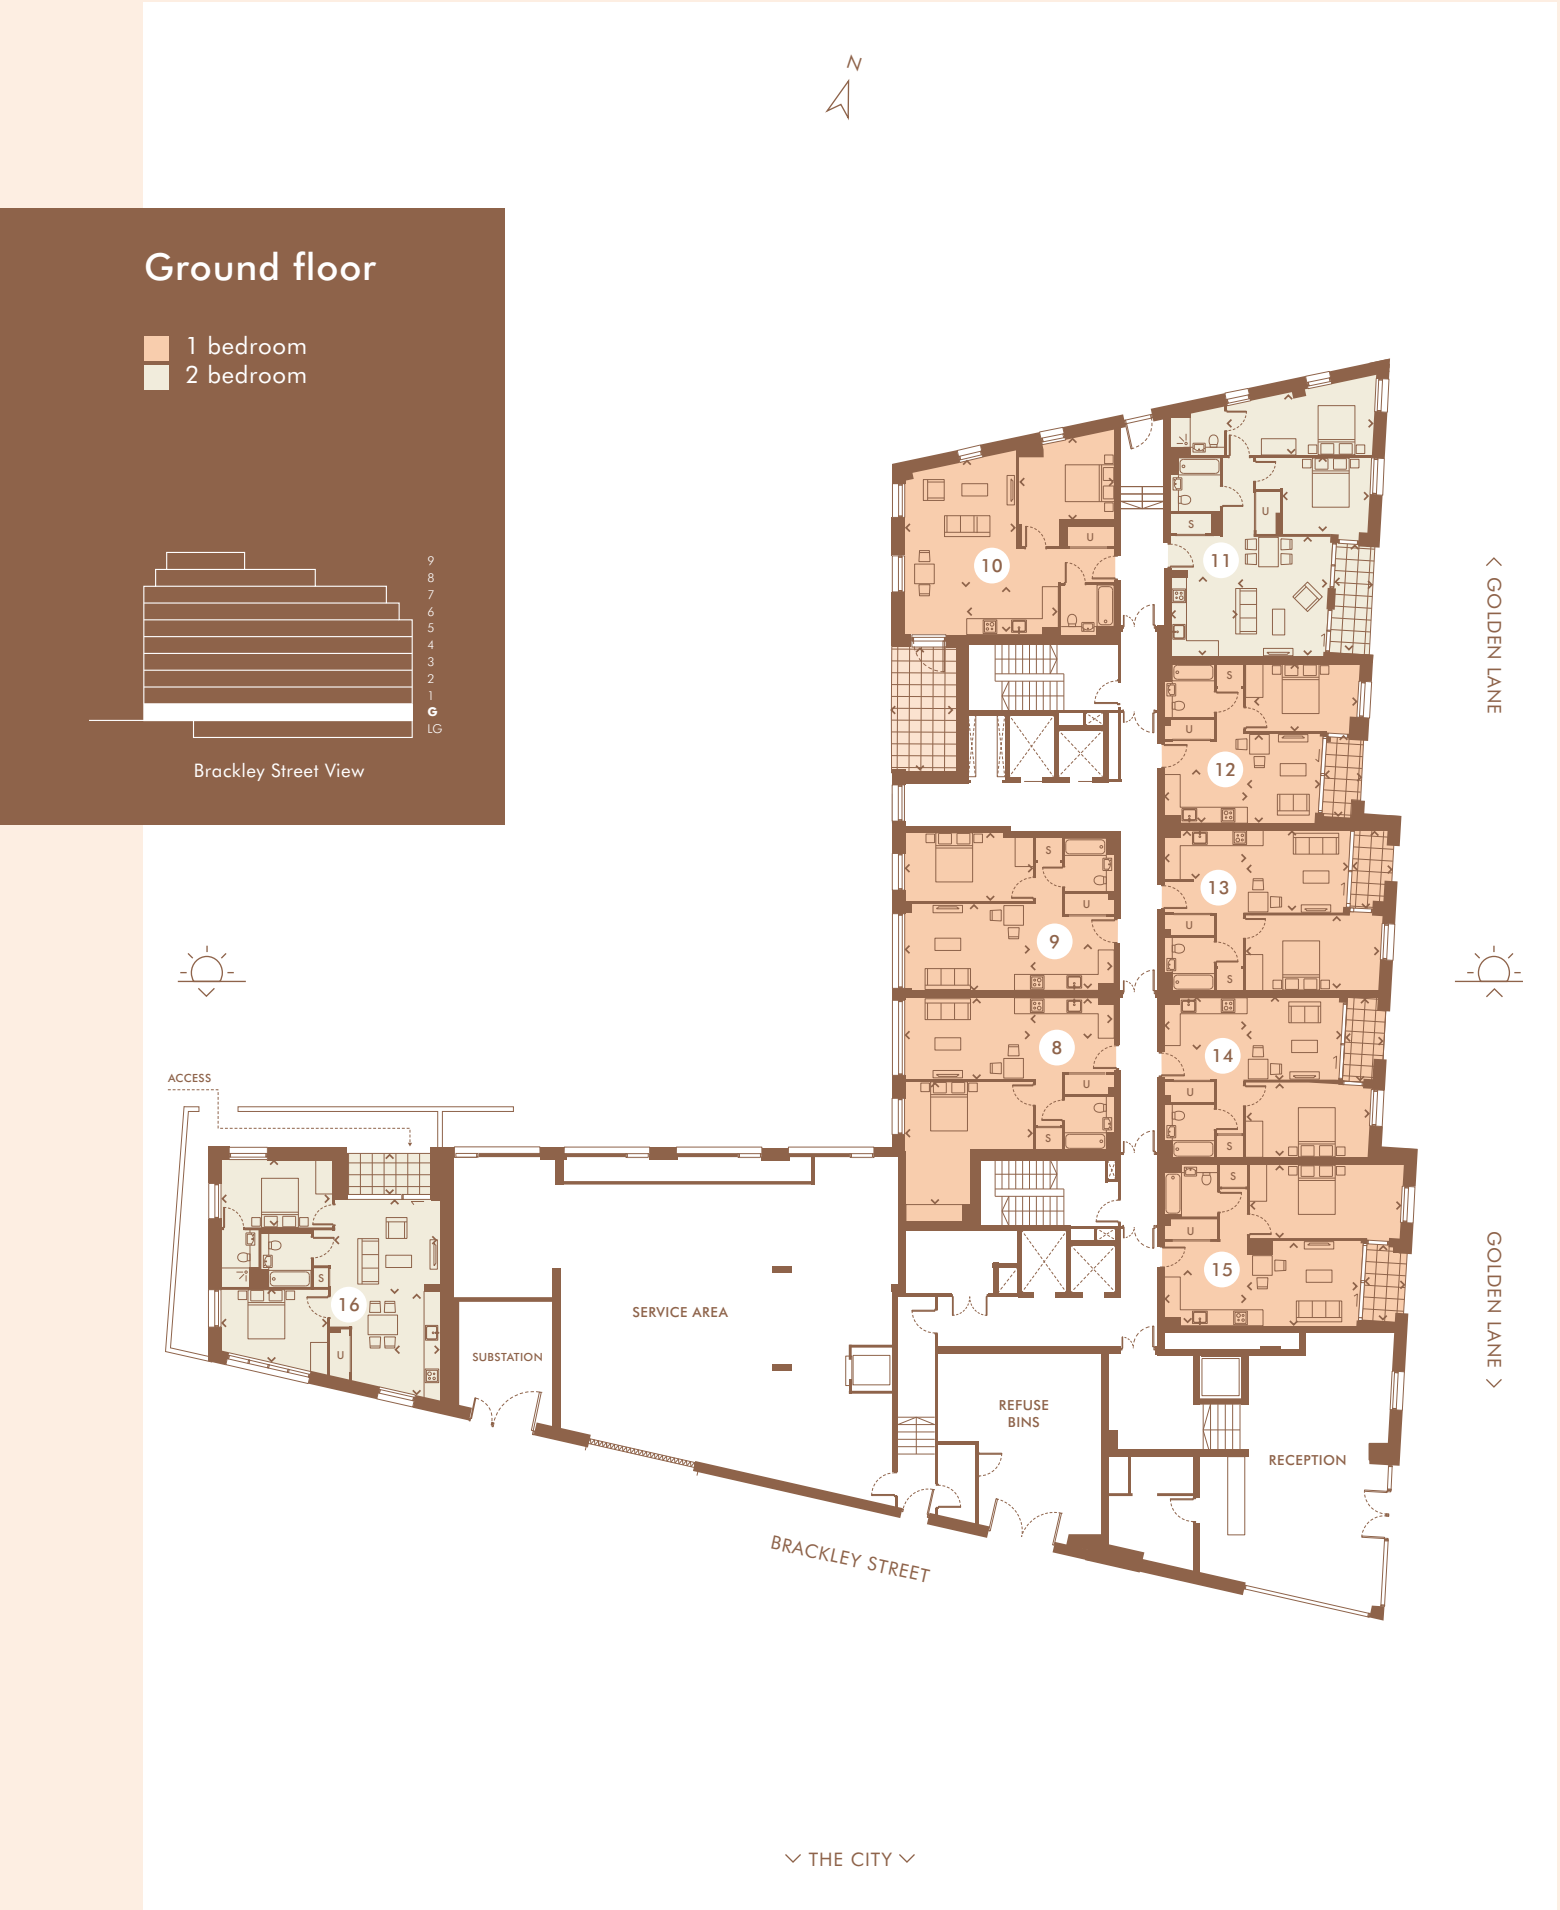 N
Ground floor
1 bedroom
2 bedroom
9
8
7
6
5
4
3
2
1
G
LG
Brackley Street View
U
10
S
U
11
GOLDEN LANE
S
U
12
13
U
S
S
U
9
8
U
S
14
U
S
S
U
15
GOLDEN LANE
ACCESS
S
16
U
SUBSTATION
SERVICE AREA
REFUSE
BINS
RECEPTION
BRACKLEY STREET
THE CITY